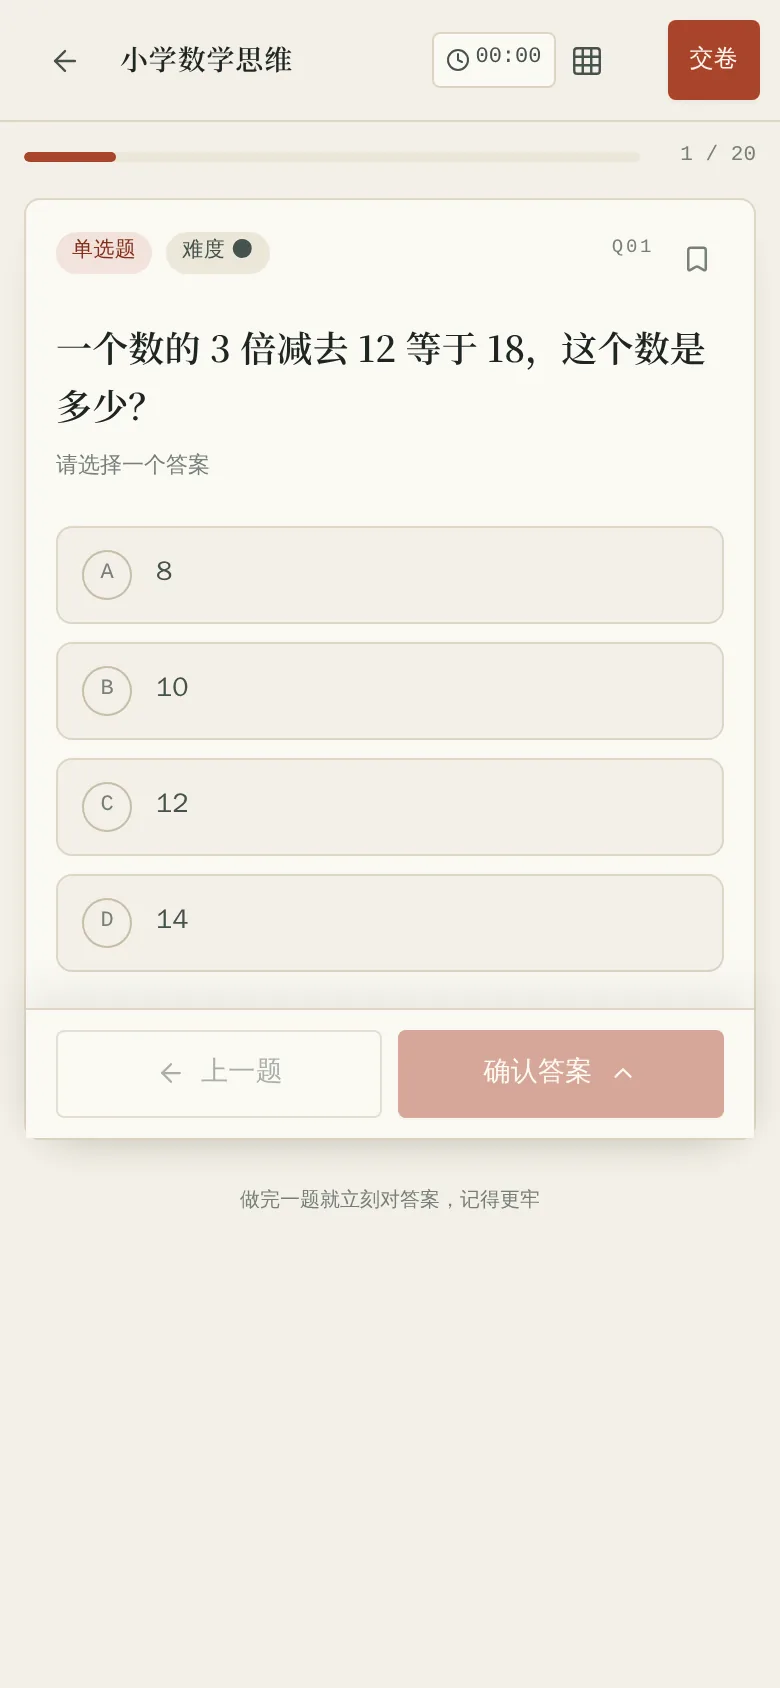 小学数学思维
00:00
交卷
1 / 20
单选题
难度
Q01
一个数的 3 倍减去 12 等于 18，这个数是
多少?
请选择一个答案
A 8
B 10
C 12
D 14
上一题
确认答案
做完一题就立刻对答案，记得更牢